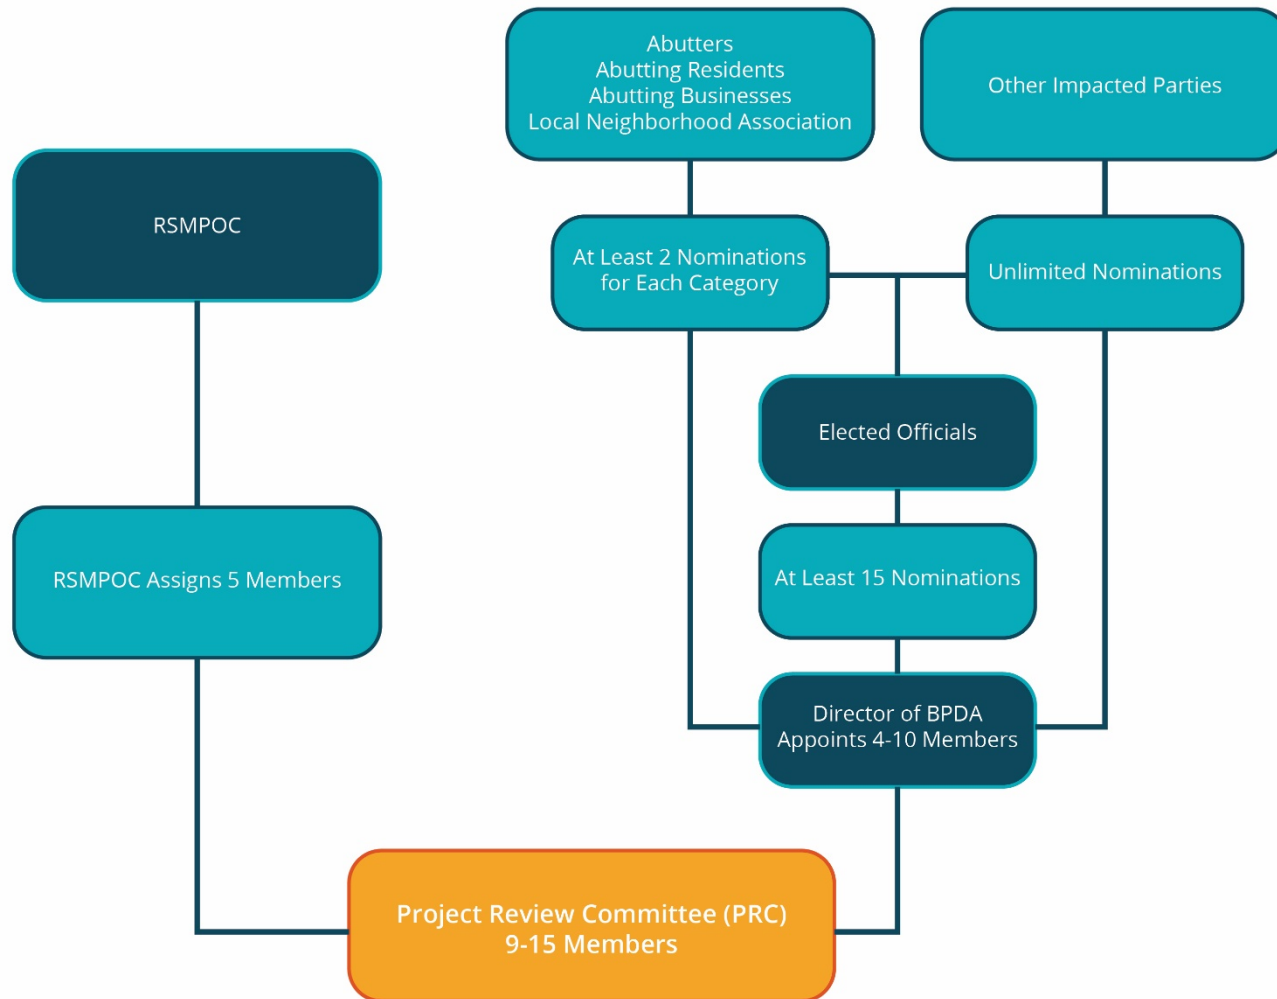 Abutters
Abutting Residents
Abutting Businesses
Local Neighborhood Association
Other Impacted Parties
RSMPOC
At Least 2 Nominations
for Each Category
Unlimited Nominations
Elected Officials
RSMPOC Assigns 5 Members
At Least 15 Nominations
Director of BPDA
Appoints 4-10 Members
Project Review Committee (PRC)
9-15 Members